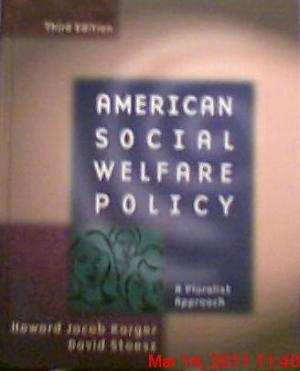 Third Edition
AMERICAN
SOCIAL
WELFARE
POLICY
A Pluralist
Approach
Howard Jacob Karger
David Stoesz
Mar 14, 2011 11:40